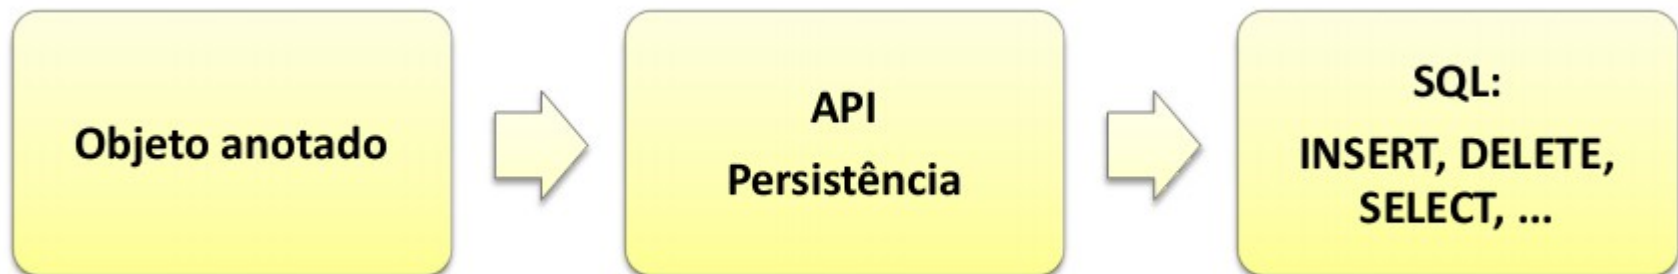 Objeto anotado
API
Persistência
SQL:
INSERT, DELETE,
SELECT, ...